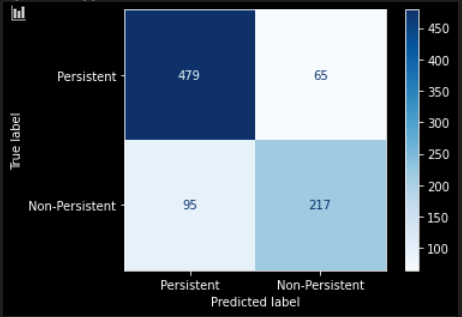 450
Persistent
479
65
400
350
300
True label
250
200
Non-Persistent
95
217
150
100
Persistent
Non-Persistent
Predicted label